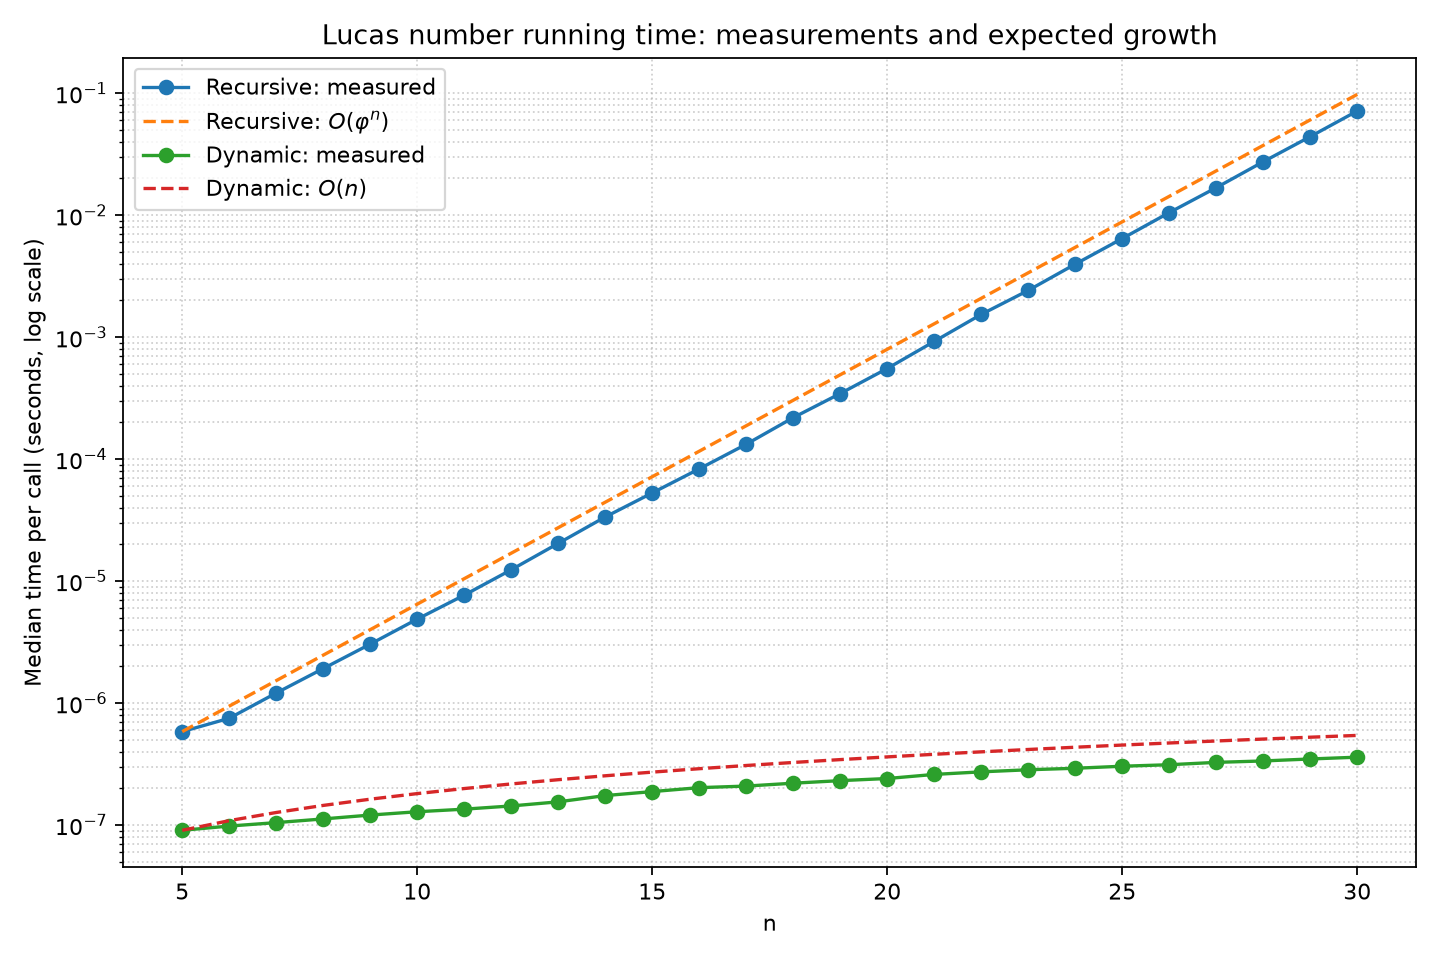 Lucas number running time: measurements and expected growth
Recursive: measured
Recursive: O(φⁿ)
Dynamic: measured
Dynamic: O(n)
Median time per call (seconds, log scale)
10⁻¹
10⁻²
10⁻³
10⁻⁴
10⁻⁵
10⁻⁶
10⁻⁷
5 10 15 20 25 30
n